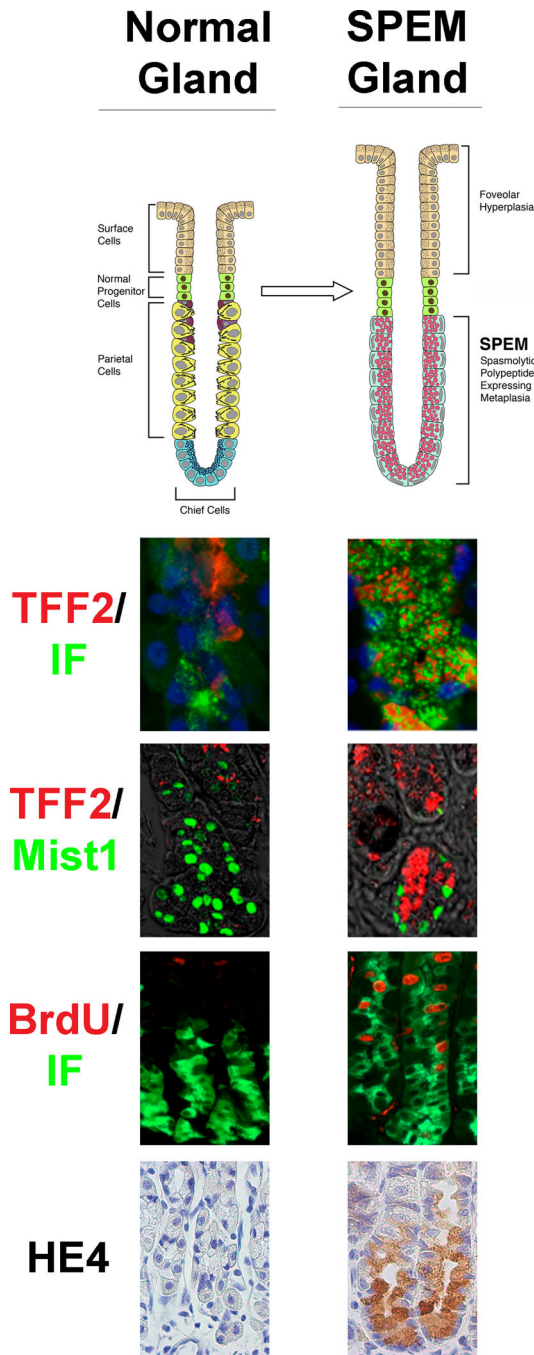 Normal
Gland
SPEM
Gland
Surface
Cells
Normal
Progenitor
Cells
Parietal
Cells
Chief Cells
Foveolar
Hyperplasia
SPEM
Spasmolytic
Polypeptide
Expressing
Metaplasia
TFF2/
IF
TFF2/
Mist1
BrdU/
IF
HE4